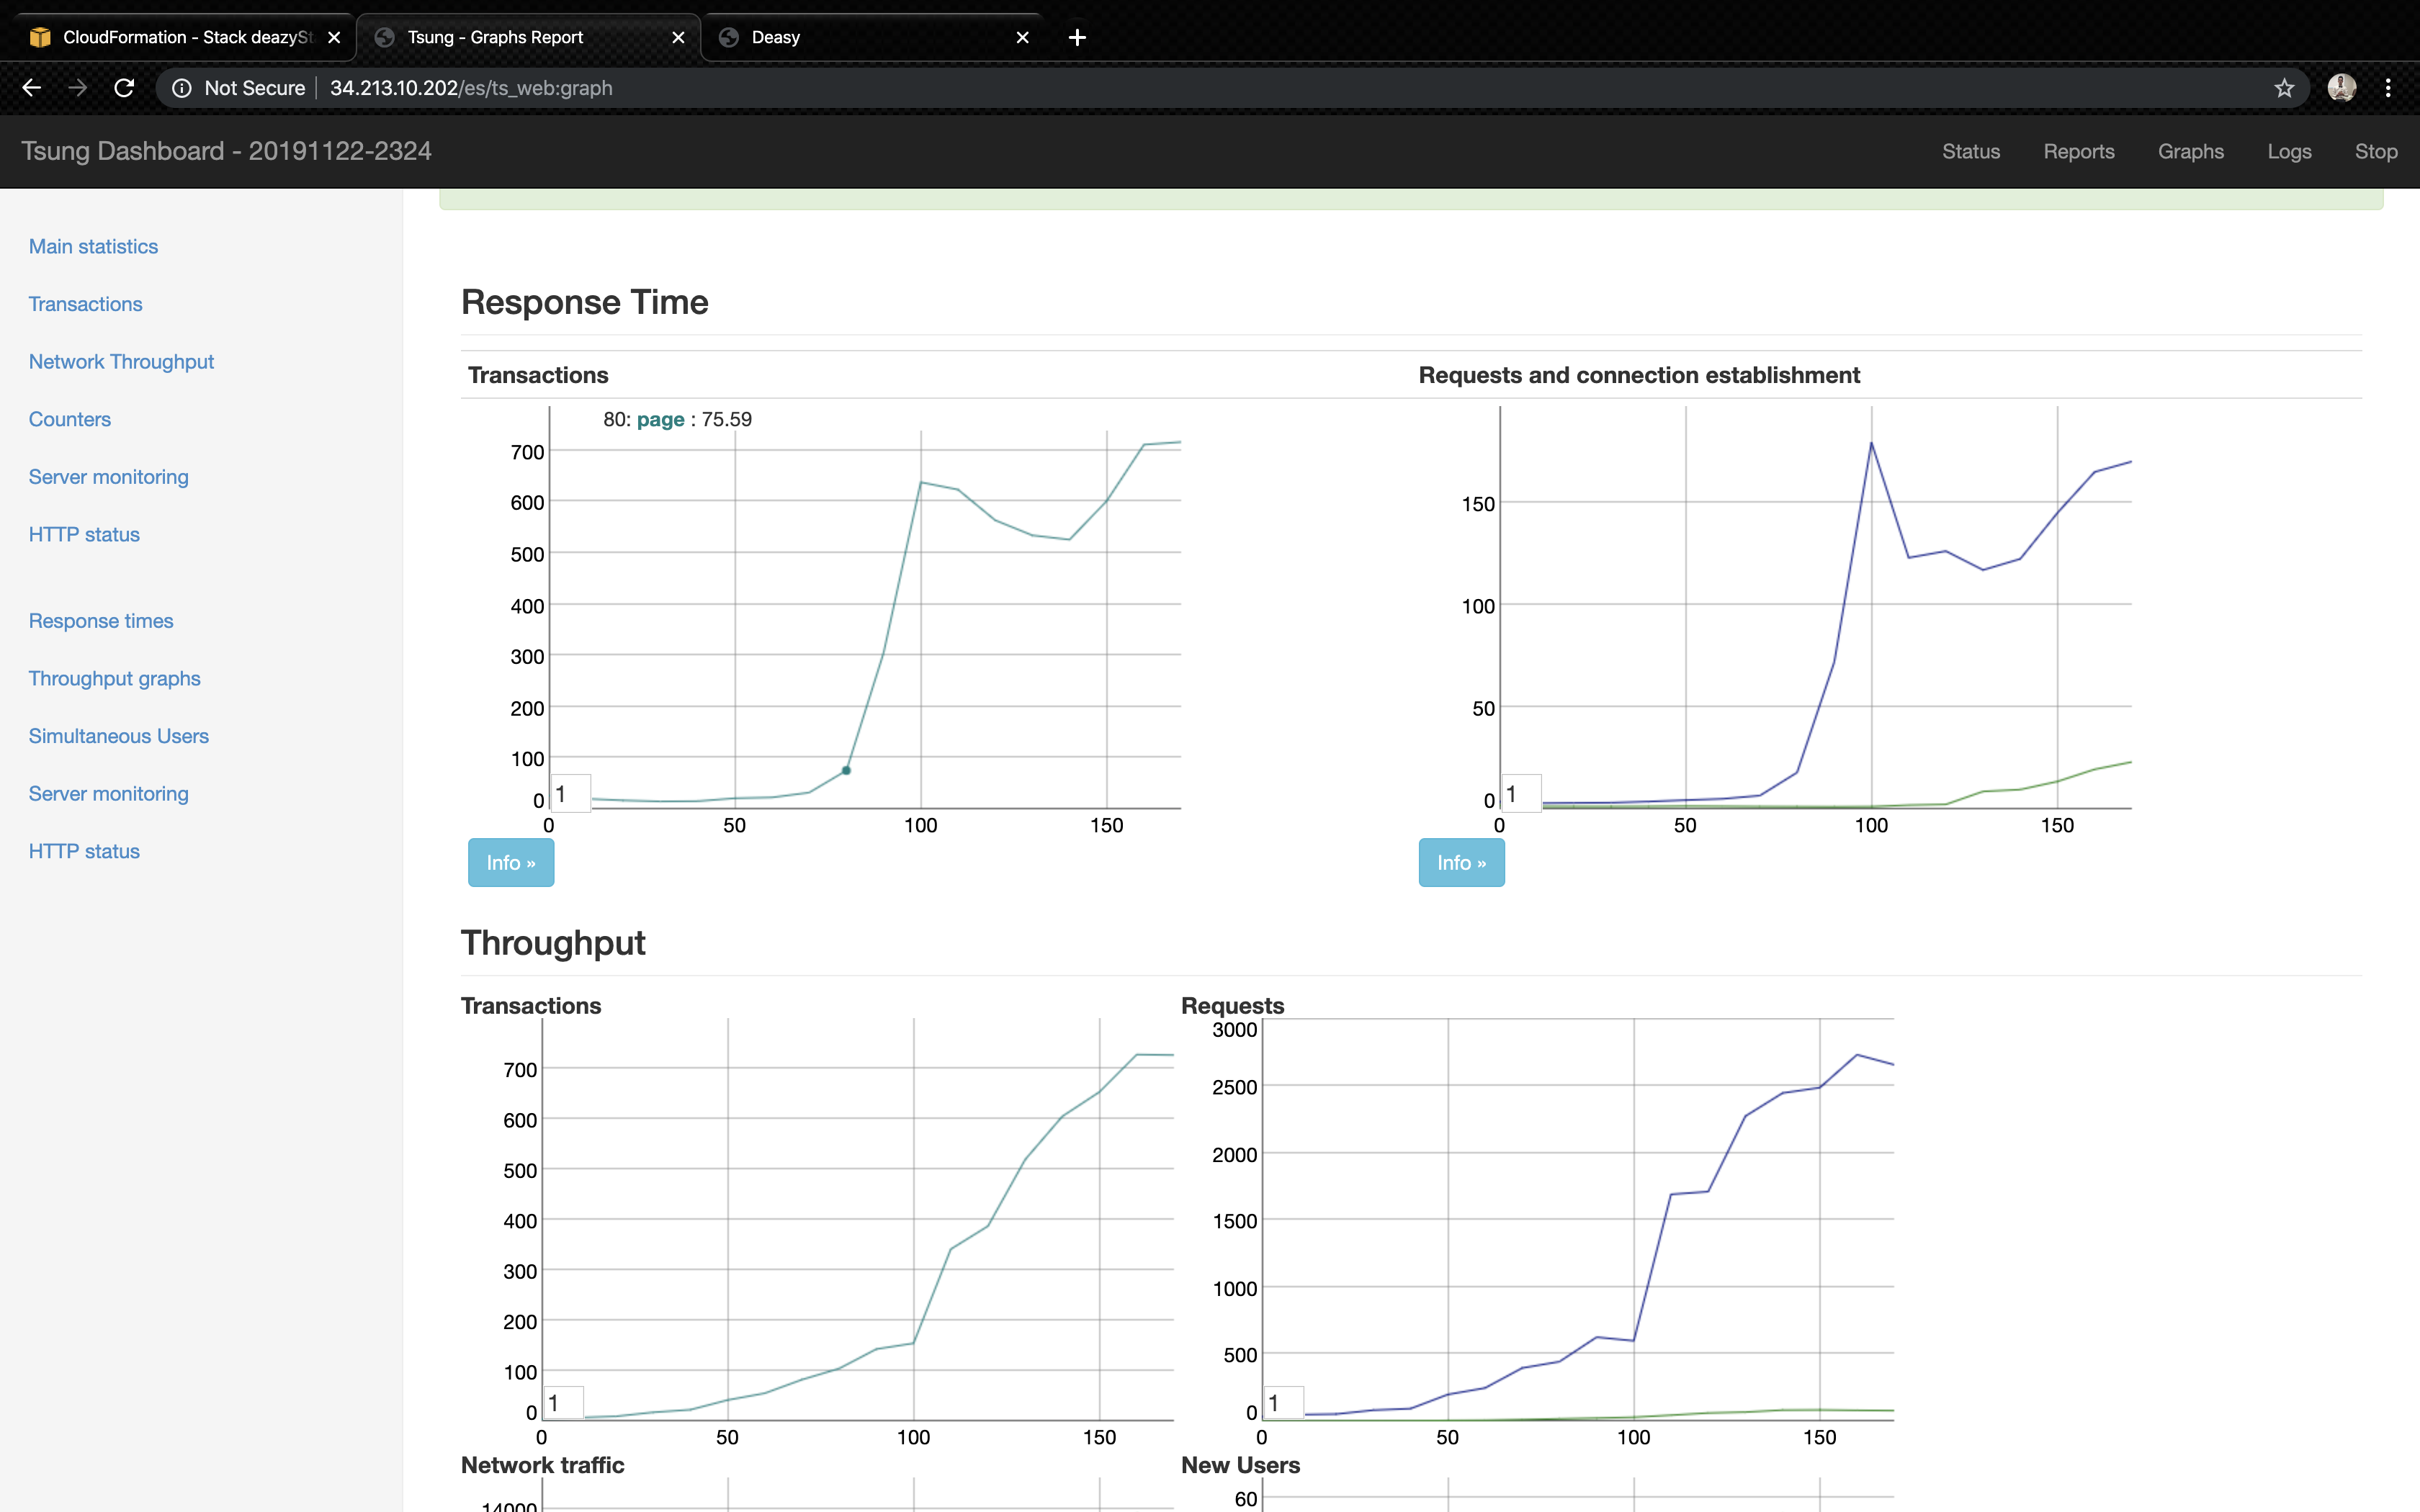 CloudFormation - Stack deazySt
Tsung - Graphs Report
Deasy
Not Secure
34.213.10.202/es/ts_web:graph
Tsung Dashboard - 20191122-2324
Status
Reports
Graphs
Logs
Stop
Main statistics
Transactions
Network Throughput
Counters
Server monitoring
HTTP status
Response times
Throughput graphs
Simultaneous Users
Server monitoring
HTTP status
Response Time
Transactions
80: page : 75.59
700
600
500
400
300
200
100
0
1
0
50
100
150
Info »
Requests and connection establishment
150
100
50
0
1
0
50
100
150
Info »
Throughput
Transactions
700
600
500
400
300
200
100
0
1
0
50
100
150
Requests
3000
2500
2000
1500
1000
500
0
1
0
50
100
150
Network traffic
14000
New Users
60